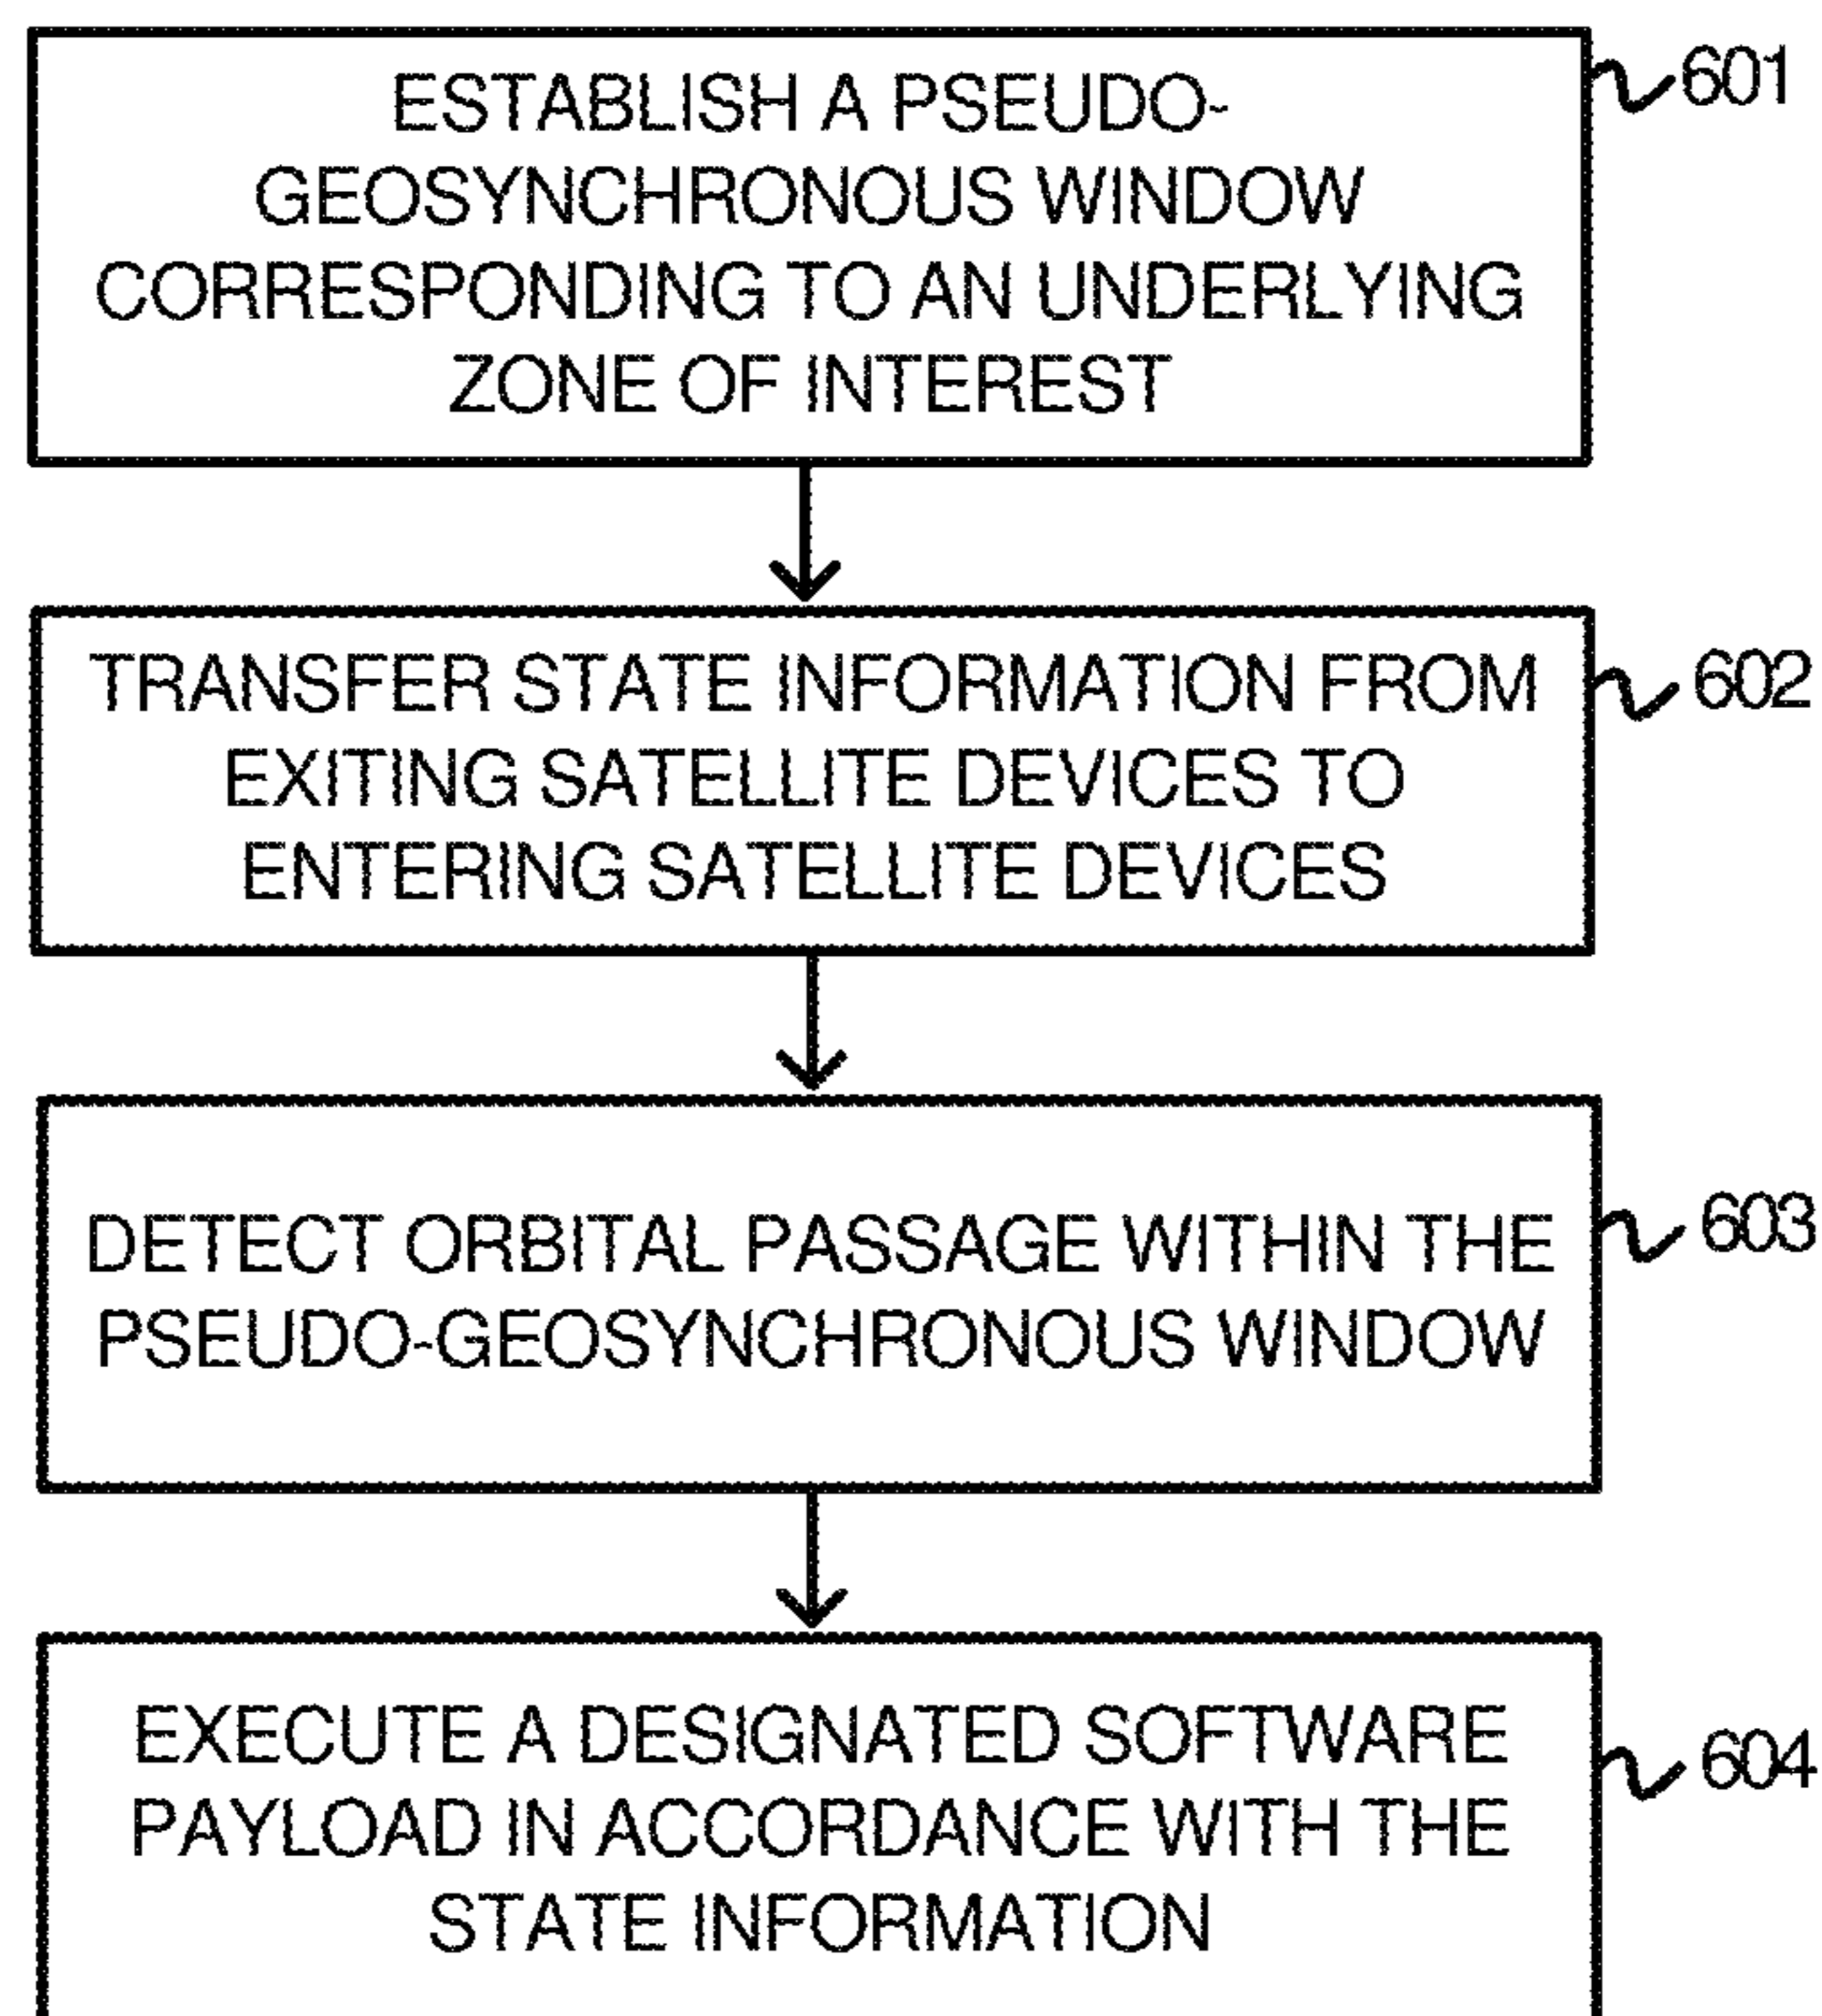 ESTABLISH A PSEUDO-
GEOSYNCHRONOUS WINDOW
CORRESPONDING TO AN UNDERLYING
ZONE OF INTEREST
601
TRANSFER STATE INFORMATION FROM
EXITING SATELLITE DEVICES TO
ENTERING SATELLITE DEVICES
602
DETECT ORBITAL PASSAGE WITHIN THE
PSEUDO-GEOSYNCHRONOUS WINDOW
603
EXECUTE A DESIGNATED SOFTWARE
PAYLOAD IN ACCORDANCE WITH THE
STATE INFORMATION
604